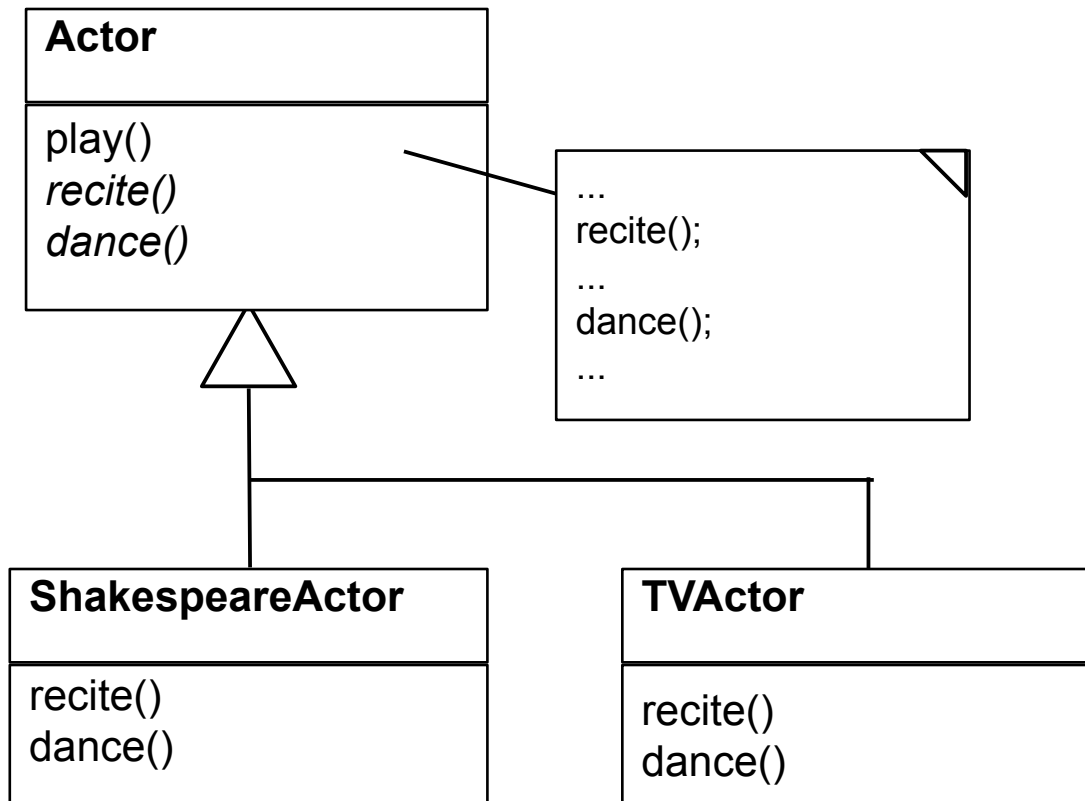 Actor
play()
recite()
dance()
...
recite();
...
dance();
...
ShakespeareActor
recite()
dance()
TVActor
recite()
dance()